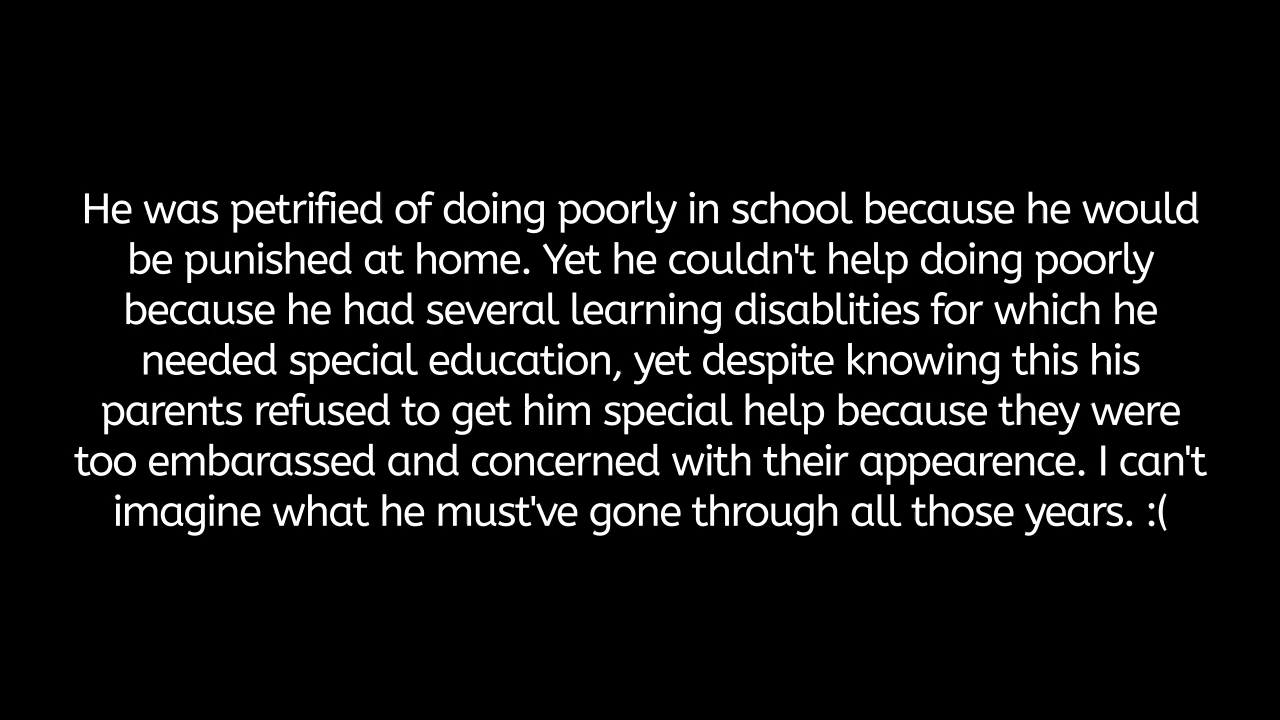 He was petrified of doing poorly in school because he would
be punished at home. Yet he couldn't help doing poorly
because he had several learning disablities for which he
needed special education, yet despite knowing this his
parents refused to get him special help because they were
too embarassed and concerned with their appearence. I can't
imagine what he must've gone through all those years. :(